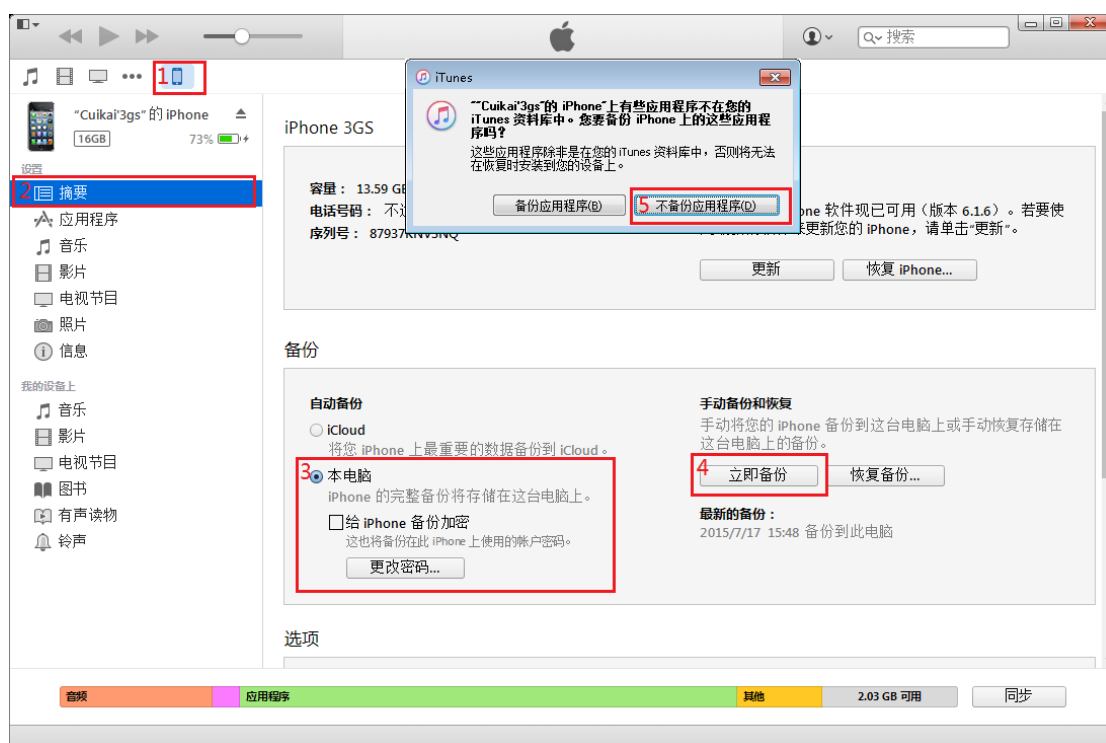 搜索
1
"Cuikai'3gs" 的 iPhone
16GB
73%
设置
2 摘要
应用程序
音乐
影片
电视节目
照片
信息
我的设备上
音乐
影片
电视节目
图书
有声读物
铃声
iTunes
"“Cuikai'3gs”的 iPhone"上有些应用程序不在您的
iTunes 资料库中。您要备份 iPhone 上的这些应用程
序吗？
这些应用程序除非是在您的 iTunes 资料库中，否则将无法
在恢复时安装到您的设备上。
备份应用程序(B)
5 不备份应用程序(D)
iPhone 3GS
容量： 13.59 GB
电话号码： 不
序列号： 87937
one 软件现已可用（版本 6.1.6）。若要使
更新您的 iPhone，请单击“更新”。
更新
恢复 iPhone...
备份
自动备份
iCloud
将您 iPhone 上最重要的数据备份到 iCloud。
3 本电脑
iPhone 的完整备份将存储在这台电脑上。
给 iPhone 备份加密
这也将备份在此 iPhone 上使用的帐户密码。
更改密码...
手动备份和恢复
手动将您的 iPhone 备份到这台电脑上或手动恢复存储在
这台电脑上的备份。
4 立即备份
恢复备份...
最新的备份：
2015/7/17 15:48 备份到此电脑
选项
音频
应用程序
其他
2.03 GB 可用
同步